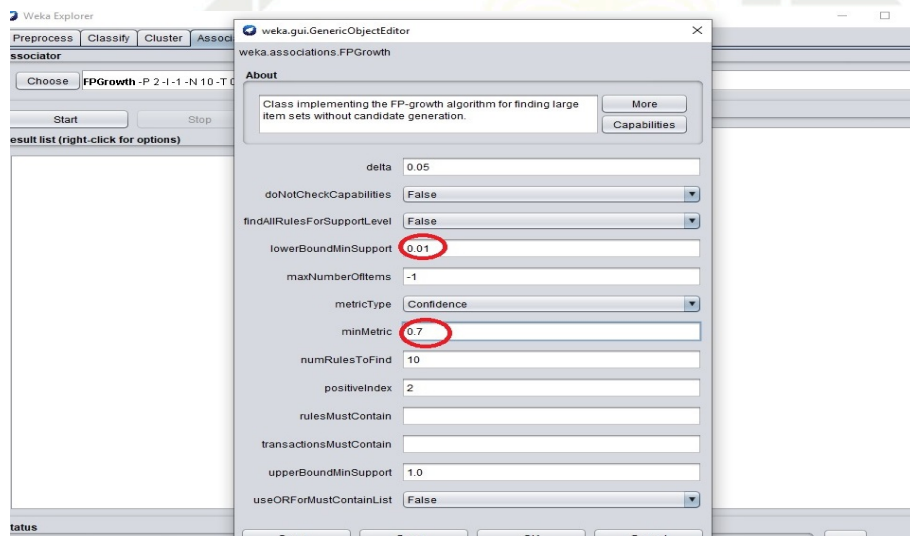 Weka Explorer
Preprocess Classify Cluster Associ
ssociator
Choose FPGrowth -P 2 -I -1 -N 10 -T 0
Start Stop
esult list (right-click for options)
tatus
weka.gui.GenericObjectEditor
weka.associations.FPGrowth
About
Class implementing the FP-growth algorithm for finding large
item sets without candidate generation.
More
Capabilities
delta 0.05
doNotCheckCapabilities False
findAllRulesForSupportLevel False
lowerBoundMinSupport 0.01
maxNumberOfItems -1
metricType Confidence
minMetric 0.7
numRulesToFind 10
positiveIndex 2
rulesMustContain
transactionsMustContain
upperBoundMinSupport 1.0
useORForMustContainList False